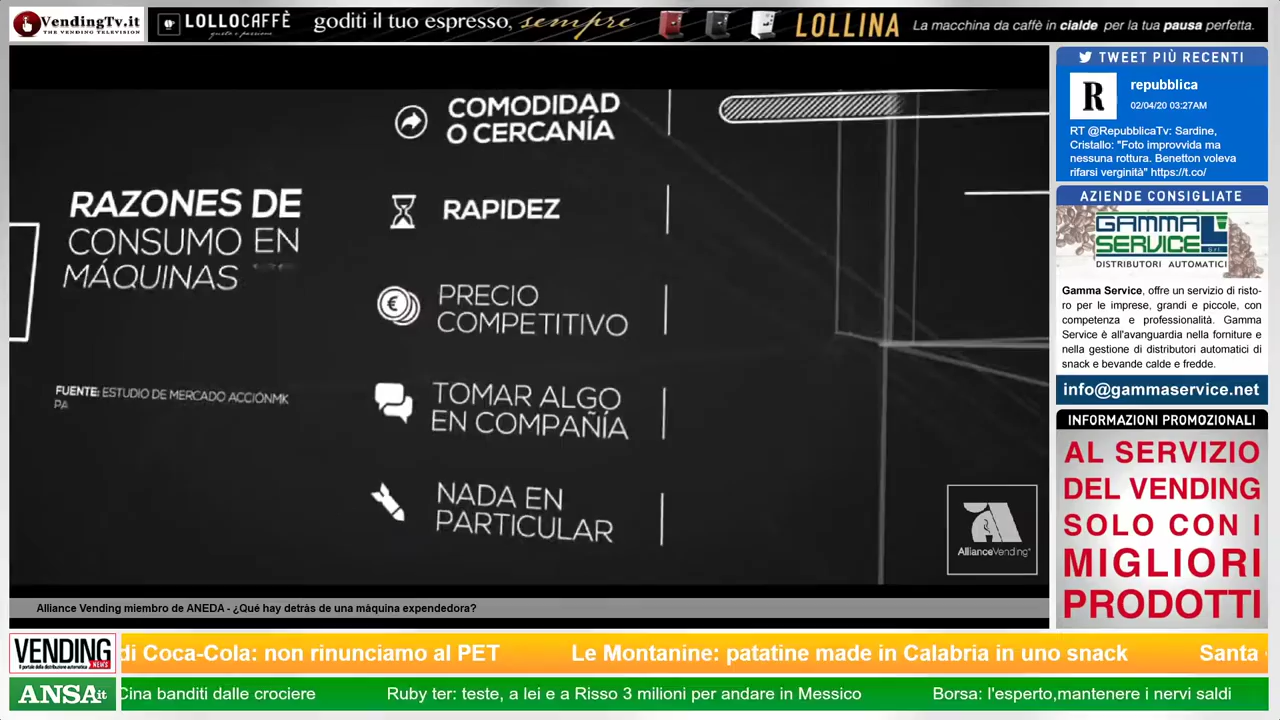 VendingTv.it
THE VENDING TELEVISION
LOLLOCAFFÈ
gusto e passione
goditi il tuo espresso, sempre
LOLLINA
La macchina da caffè in cialde per la tua pausa perfetta.
COMODIDAD
O CERCANÍA
RAZONES DE
CONSUMO EN
MÁQUINAS
RAPIDEZ
PRECIO
COMPETITIVO
FUENTE: ESTUDIO DE MERCADO ACCIÓNMK
PA
TOMAR ALGO
EN COMPAÑÍA
NADA EN
PARTICULAR
AllianceVending
Alliance Vending miembro de ANEDA - ¿Qué hay detrás de una máquina expendedora?
TWEET PIÙ RECENTI
R
repubblica
02/04/20 03:27AM
RT @RepubblicaTv: Sardine,
Cristallo: "Foto improvvida ma
nessuna rottura. Benetton voleva
rifarsi verginità" https://t.co/
AZIENDE CONSIGLIATE
GAMMA
SERVICE S.r.l.
DISTRIBUTORI AUTOMATICI
Gamma Service, offre un servizio di risto-
ro per le imprese, grandi e piccole, con
competenza e professionalità. Gamma
Service è all'avanguardia nella forniture e
nella gestione di distributori automatici di
snack e bevande calde e fredde.
info@gammaservice.net
INFORMAZIONI PROMOZIONALI
AL SERVIZIO
DEL VENDING
SOLO CON I
MIGLIORI
PRODOTTI
VENDING
Il portale della distribuzione automatica NEWS
di Coca-Cola: non rinunciamo al PET Le Montanine: patatine made in Calabria in uno snack Santa
ANSA.it
Cina banditi dalle crociere Ruby ter: teste, a lei e a Risso 3 milioni per andare in Messico Borsa: l'esperto,mantenere i nervi saldi